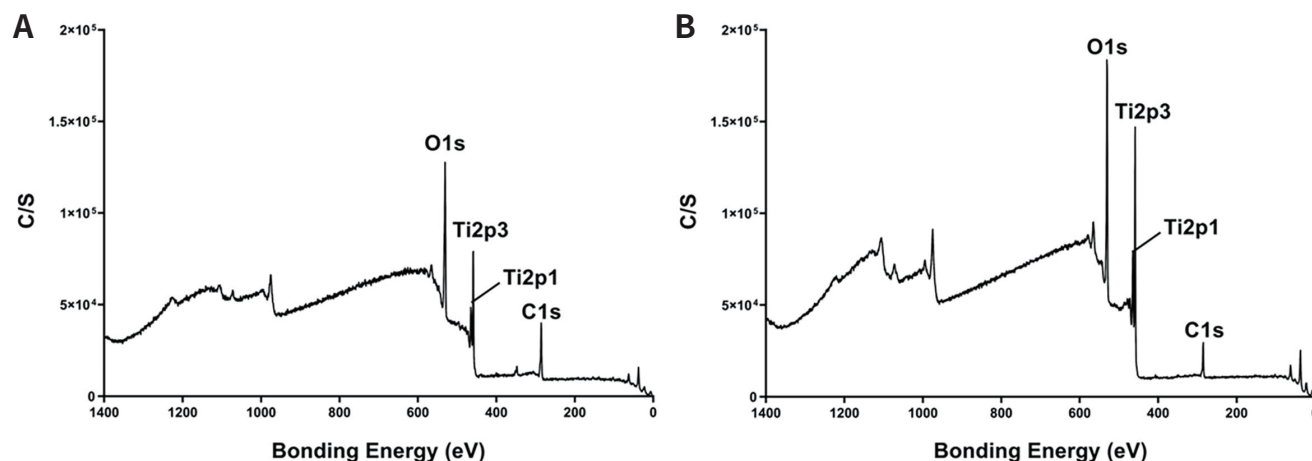 A
2×10⁵
1.5×10⁵
1×10⁵
5×10⁴
0
C/S
O1s
Ti2p3
Ti2p1
C1s
1400 1200 1000 800 600 400 200 0
Bonding Energy (eV)
B
2×10⁵
1.5×10⁵
1×10⁵
5×10⁴
0
C/S
O1s
Ti2p3
Ti2p1
C1s
1400 1200 1000 800 600 400 200
Bonding Energy (eV)